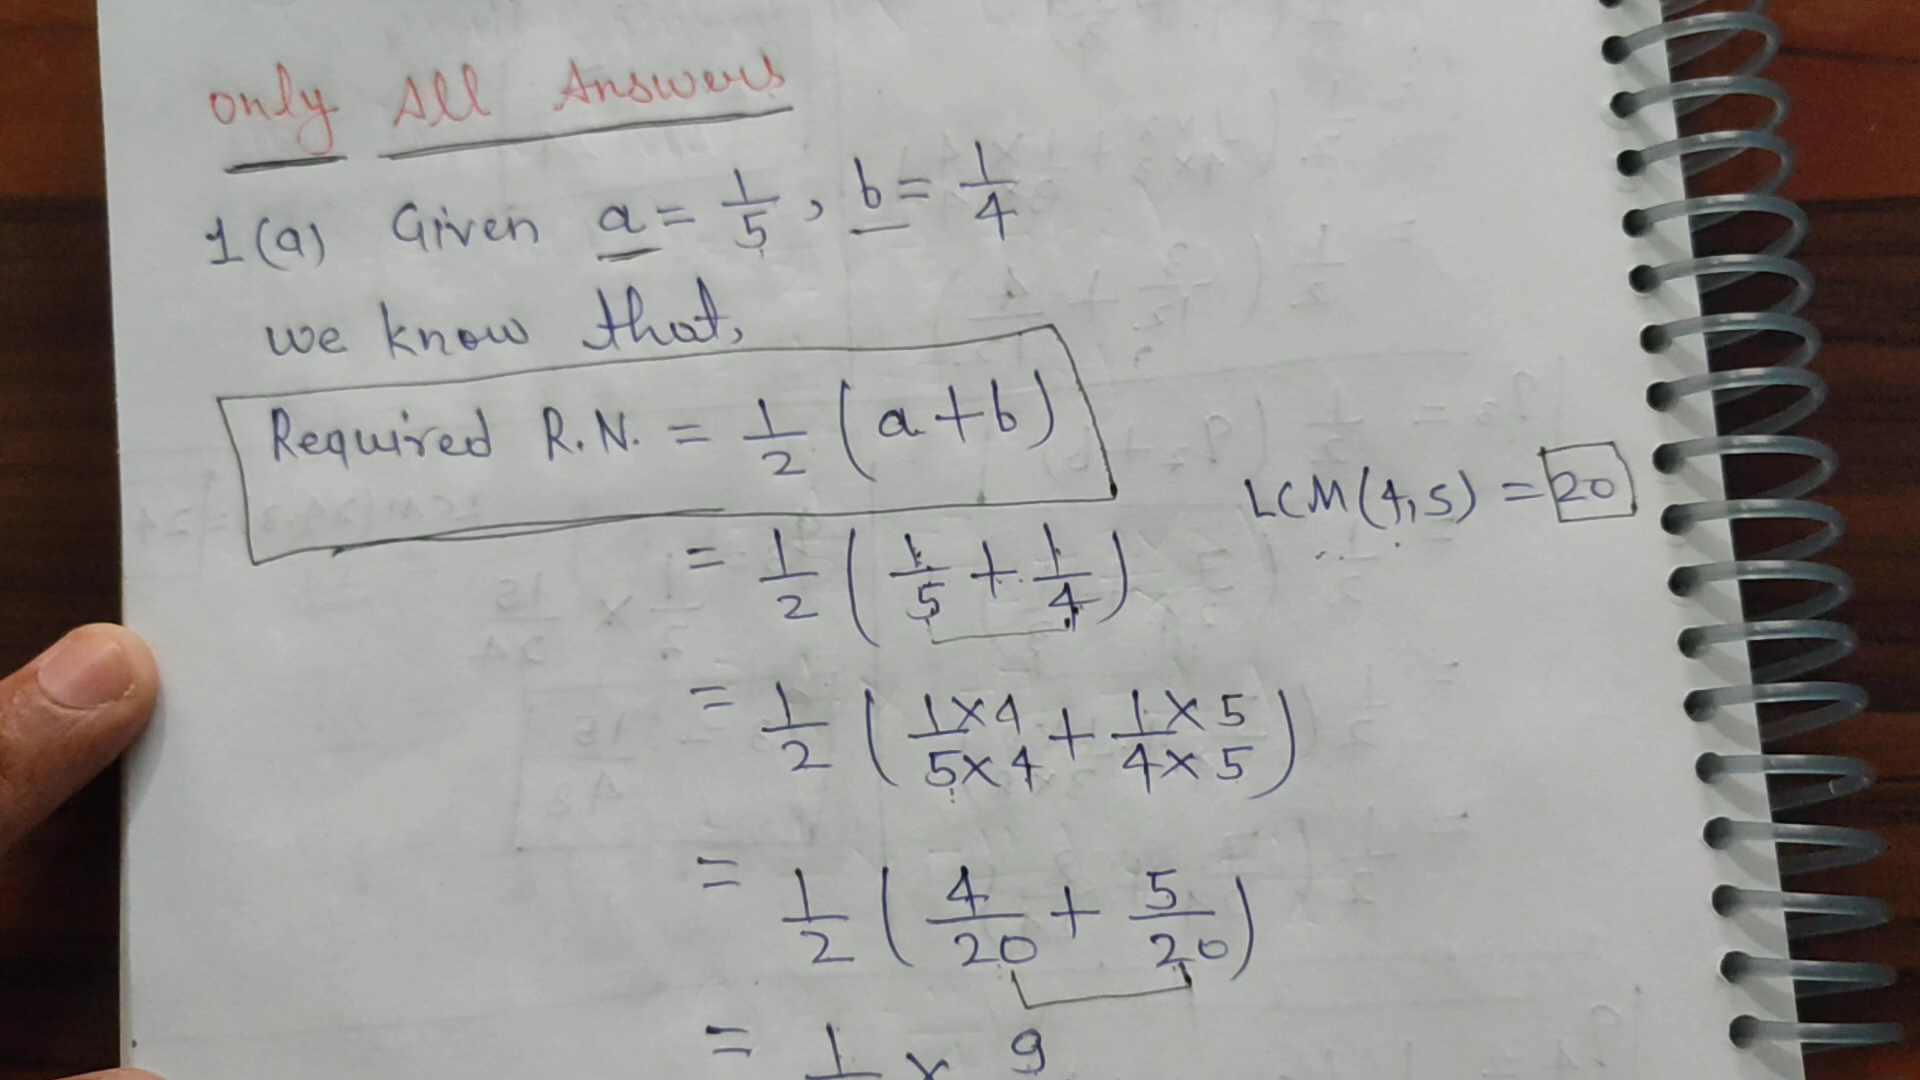 only All Answers
1(a) Given a = 1/5, b = 1/4
we know that,
Required R.N. = 1/2 (a+b)
LCM(4,5) = 20
= 1/2 (1/5 + 1/4)
= 1/2 (1×4/5×4 + 1×5/4×5)
= 1/2 (4/20 + 5/20)
= 1 × 9